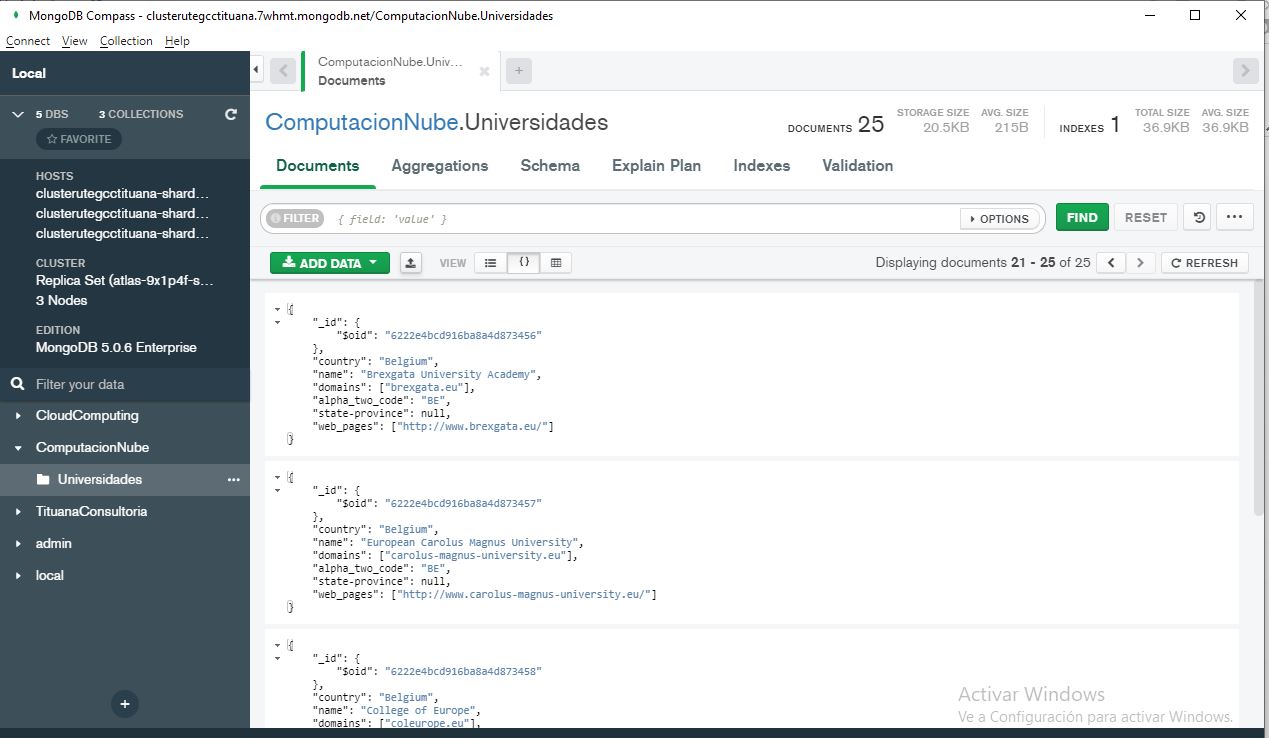 MongoDB Compass - clusterutegcctituana.7whmt.mongodb.net/ComputacionNube.Universidades
Connect View Collection Help
Local
ComputacionNube.Univ...
Documents
5 DBS 3 COLLECTIONS
FAVORITE
HOSTS
clusterutegcctituana-shard...
clusterutegcctituana-shard...
clusterutegcctituana-shard...
CLUSTER
Replica Set (atlas-9x1p4f-s...
3 Nodes
EDITION
MongoDB 5.0.6 Enterprise
Filter your data
CloudComputing
ComputacionNube
Universidades
TituanaConsultoria
admin
local
ComputacionNube.Universidades
DOCUMENTS 25
STORAGE SIZE 20.5KB
AVG. SIZE 215B
INDEXES 1
TOTAL SIZE 36.9KB
AVG. SIZE 36.9KB
Documents Aggregations Schema Explain Plan Indexes Validation
FILTER { field: 'value' } OPTIONS FIND RESET
ADD DATA VIEW {} Displaying documents 21 - 25 of 25 REFRESH
{
"_id": {
"$oid": "6222e4bcd916ba8a4d873456"
},
"country": "Belgium",
"name": "Brexgata University Academy",
"domains": ["brexgata.eu"],
"alpha_two_code": "BE",
"state-province": null,
"web_pages": ["http://www.brexgata.eu/"]
}
{
"_id": {
"$oid": "6222e4bcd916ba8a4d873457"
},
"country": "Belgium",
"name": "European Carolus Magnus University",
"domains": ["carolus-magnus-university.eu"],
"alpha_two_code": "BE",
"state-province": null,
"web_pages": ["http://www.carolus-magnus-university.eu/"]
}
{
"_id": {
"$oid": "6222e4bcd916ba8a4d873458"
},
"country": "Belgium",
"name": "College of Europe",
"domains": ["coleurope.eu"],
Activar Windows
Ve a Configuración para activar Windows.